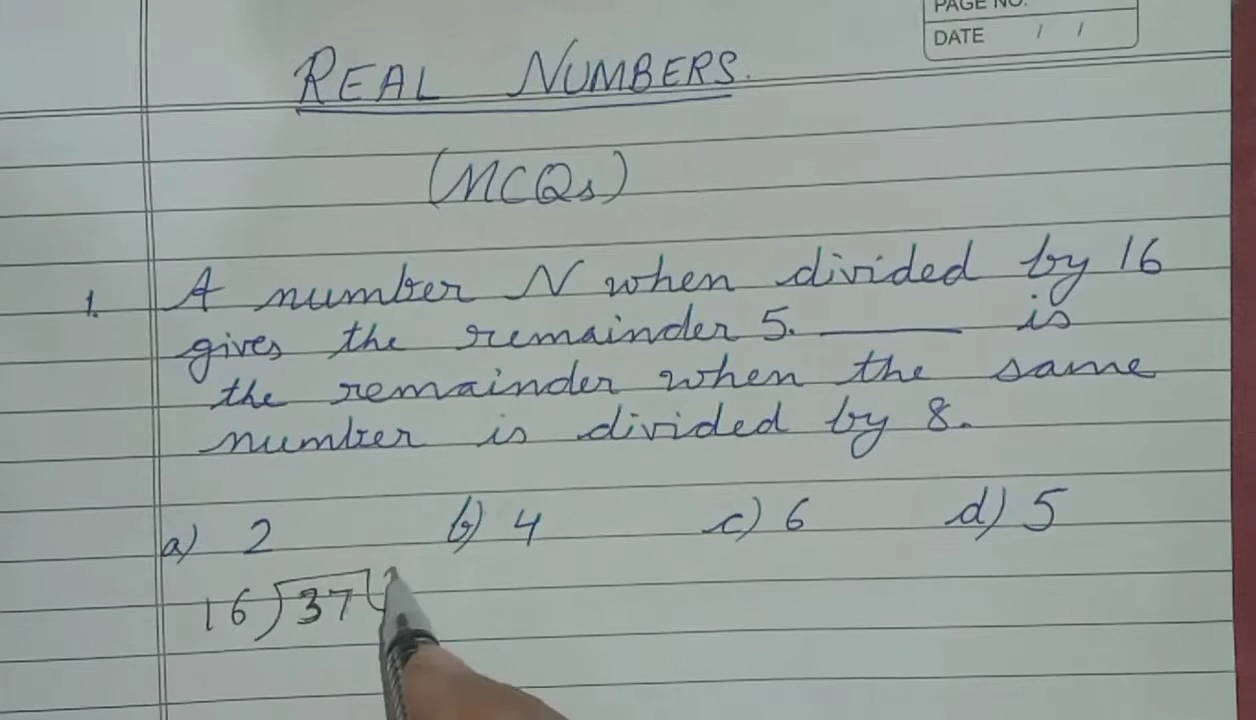 PAGE NO.
DATE / /
REAL NUMBERS.
(MCQs)
1. A number N when divided by 16
gives the remainder 5. ______ is
the remainder when the same
number is divided by 8.
a) 2 b) 4 c) 6 d) 5
16) 37 (